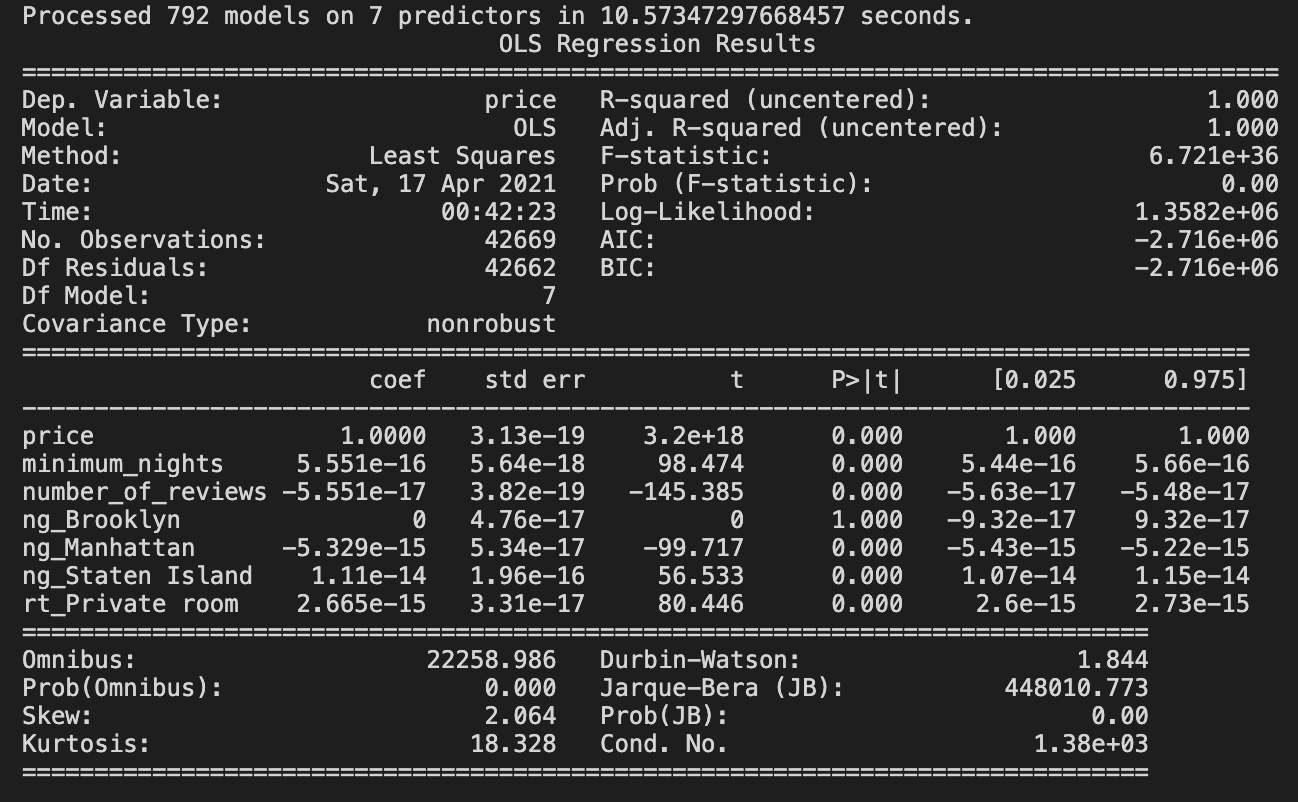 Processed 792 models on 7 predictors in 10.57347297668457 seconds.
                                 OLS Regression Results
=======================================================================================
Dep. Variable:                  price   R-squared (uncentered):                   1.000
Model:                            OLS   Adj. R-squared (uncentered):              1.000
Method:                 Least Squares   F-statistic:                          6.721e+36
Date:                Sat, 17 Apr 2021   Prob (F-statistic):                        0.00
Time:                        00:42:23   Log-Likelihood:                      1.3582e+06
No. Observations:               42669   AIC:                                 -2.716e+06
Df Residuals:                   42662   BIC:                                 -2.716e+06
Df Model:                           7
Covariance Type:            nonrobust
=====================================================================================
                        coef    std err          t      P>|t|      [0.025      0.975]
-------------------------------------------------------------------------------------
price                 1.0000   3.13e-19    3.2e+18      0.000       1.000       1.000
minimum_nights     5.551e-16   5.64e-18     98.474      0.000    5.44e-16    5.66e-16
number_of_reviews -5.551e-17   3.82e-19   -145.385      0.000   -5.63e-17   -5.48e-17
ng_Brooklyn                0   4.76e-17          0      1.000   -9.32e-17    9.32e-17
ng_Manhattan      -5.329e-15   5.34e-17    -99.717      0.000   -5.43e-15   -5.22e-15
ng_Staten Island    1.11e-14   1.96e-16     56.533      0.000    1.07e-14    1.15e-14
rt_Private room    2.665e-15   3.31e-17     80.446      0.000     2.6e-15    2.73e-15
==============================================================================
Omnibus:                    22258.986   Durbin-Watson:                   1.844
Prob(Omnibus):                  0.000   Jarque-Bera (JB):           448010.773
Skew:                           2.064   Prob(JB):                         0.00
Kurtosis:                      18.328   Cond. No.                     1.38e+03
==============================================================================